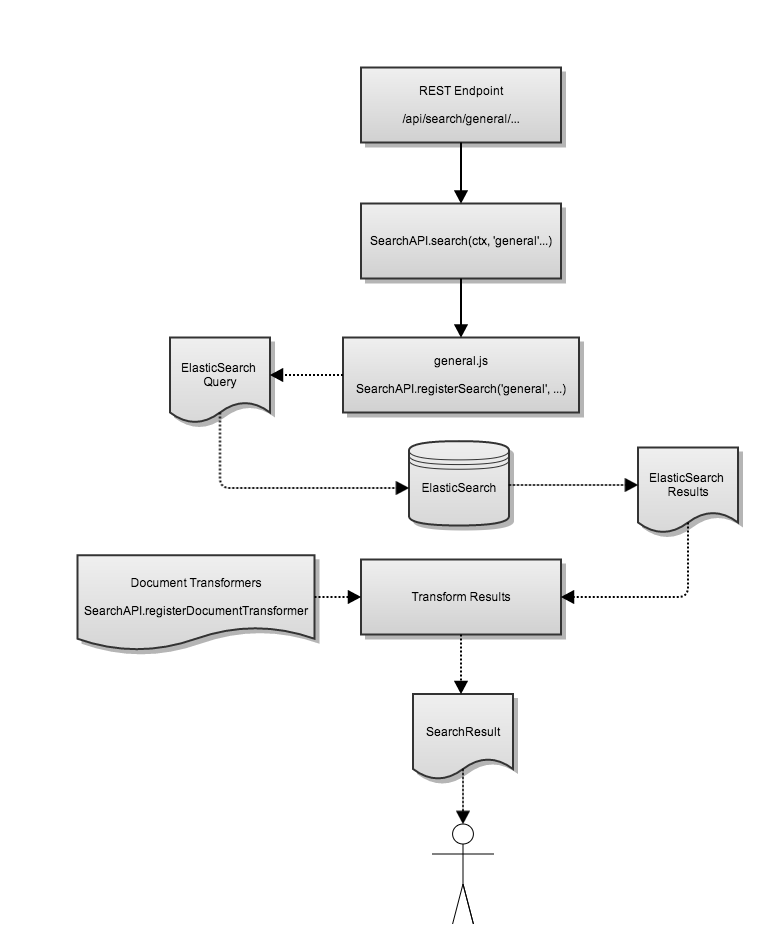 REST Endpoint
/api/search/general/...
SearchAPI.search(ctx, 'general'...)
general.js
SearchAPI.registerSearch('general', ...)
ElasticSearch
Query
ElasticSearch
ElasticSearch
Results
Document Transformers
SearchAPI.registerDocumentTransformer
Transform Results
SearchResult